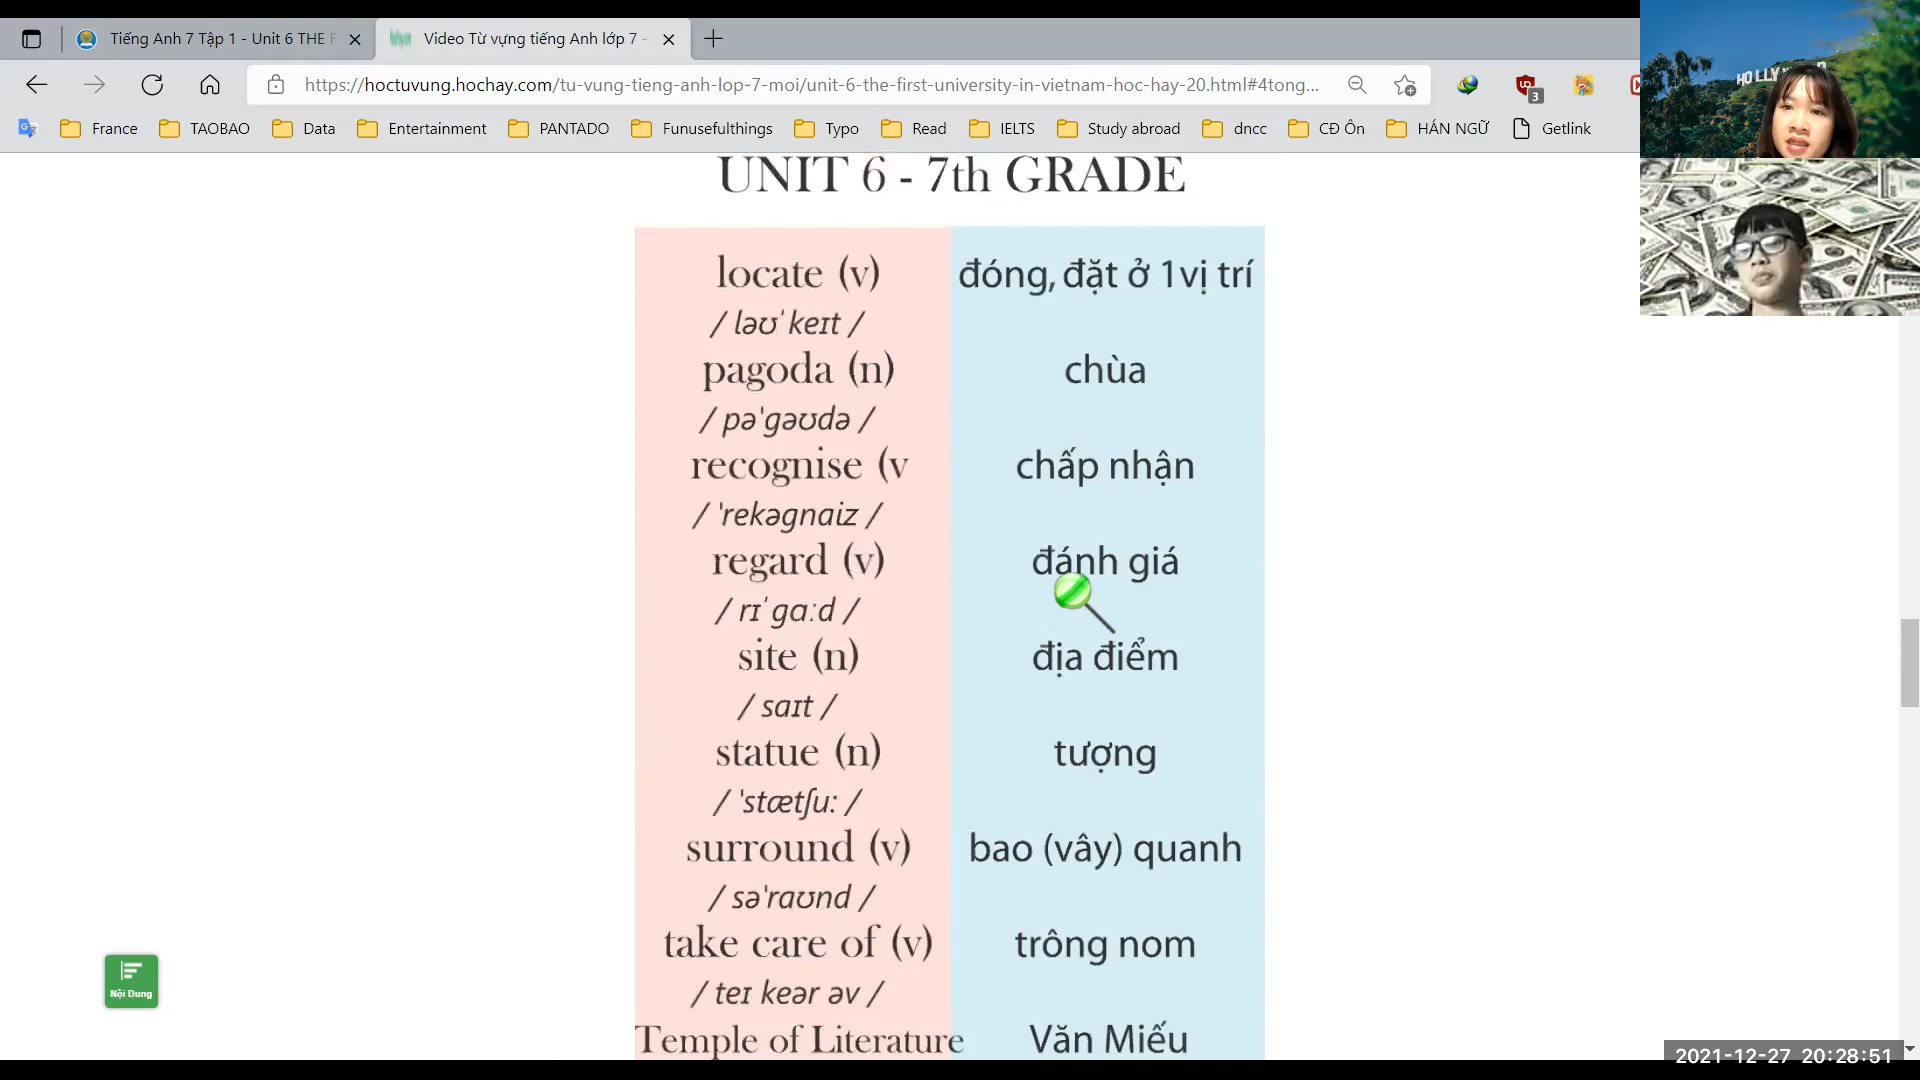 Tiếng Anh 7 Tập 1 - Unit 6 THE F
Video Từ vựng tiếng Anh lớp 7 -
https://hoctuvung.hochay.com/tu-vung-tieng-anh-lop-7-moi/unit-6-the-first-university-in-vietnam-hoc-hay-20.html#4tong...
3
France TAOBAO Data Entertainment PANTADO Funusefulthings Typo Read IELTS Study abroad dncc CĐ Ôn HÁN NGỮ Getlink
UNIT 6 - 7th GRADE
locate (v) đóng, đặt ở 1 vị trí
/ ləʊˈkeɪt /
pagoda (n) chùa
/ pəˈɡəʊdə /
recognise (v chấp nhận
/ ˈrekəgnaiz /
regard (v) đánh giá
/ rɪˈɡɑːd /
site (n) địa điểm
/ saɪt /
statue (n) tượng
/ ˈstætʃuː /
surround (v) bao (vây) quanh
/ səˈraʊnd /
take care of (v) trông nom
/ teɪ keər əv /
Temple of Literature Văn Miếu
Nội Dung
2021-12-27 20:28:51